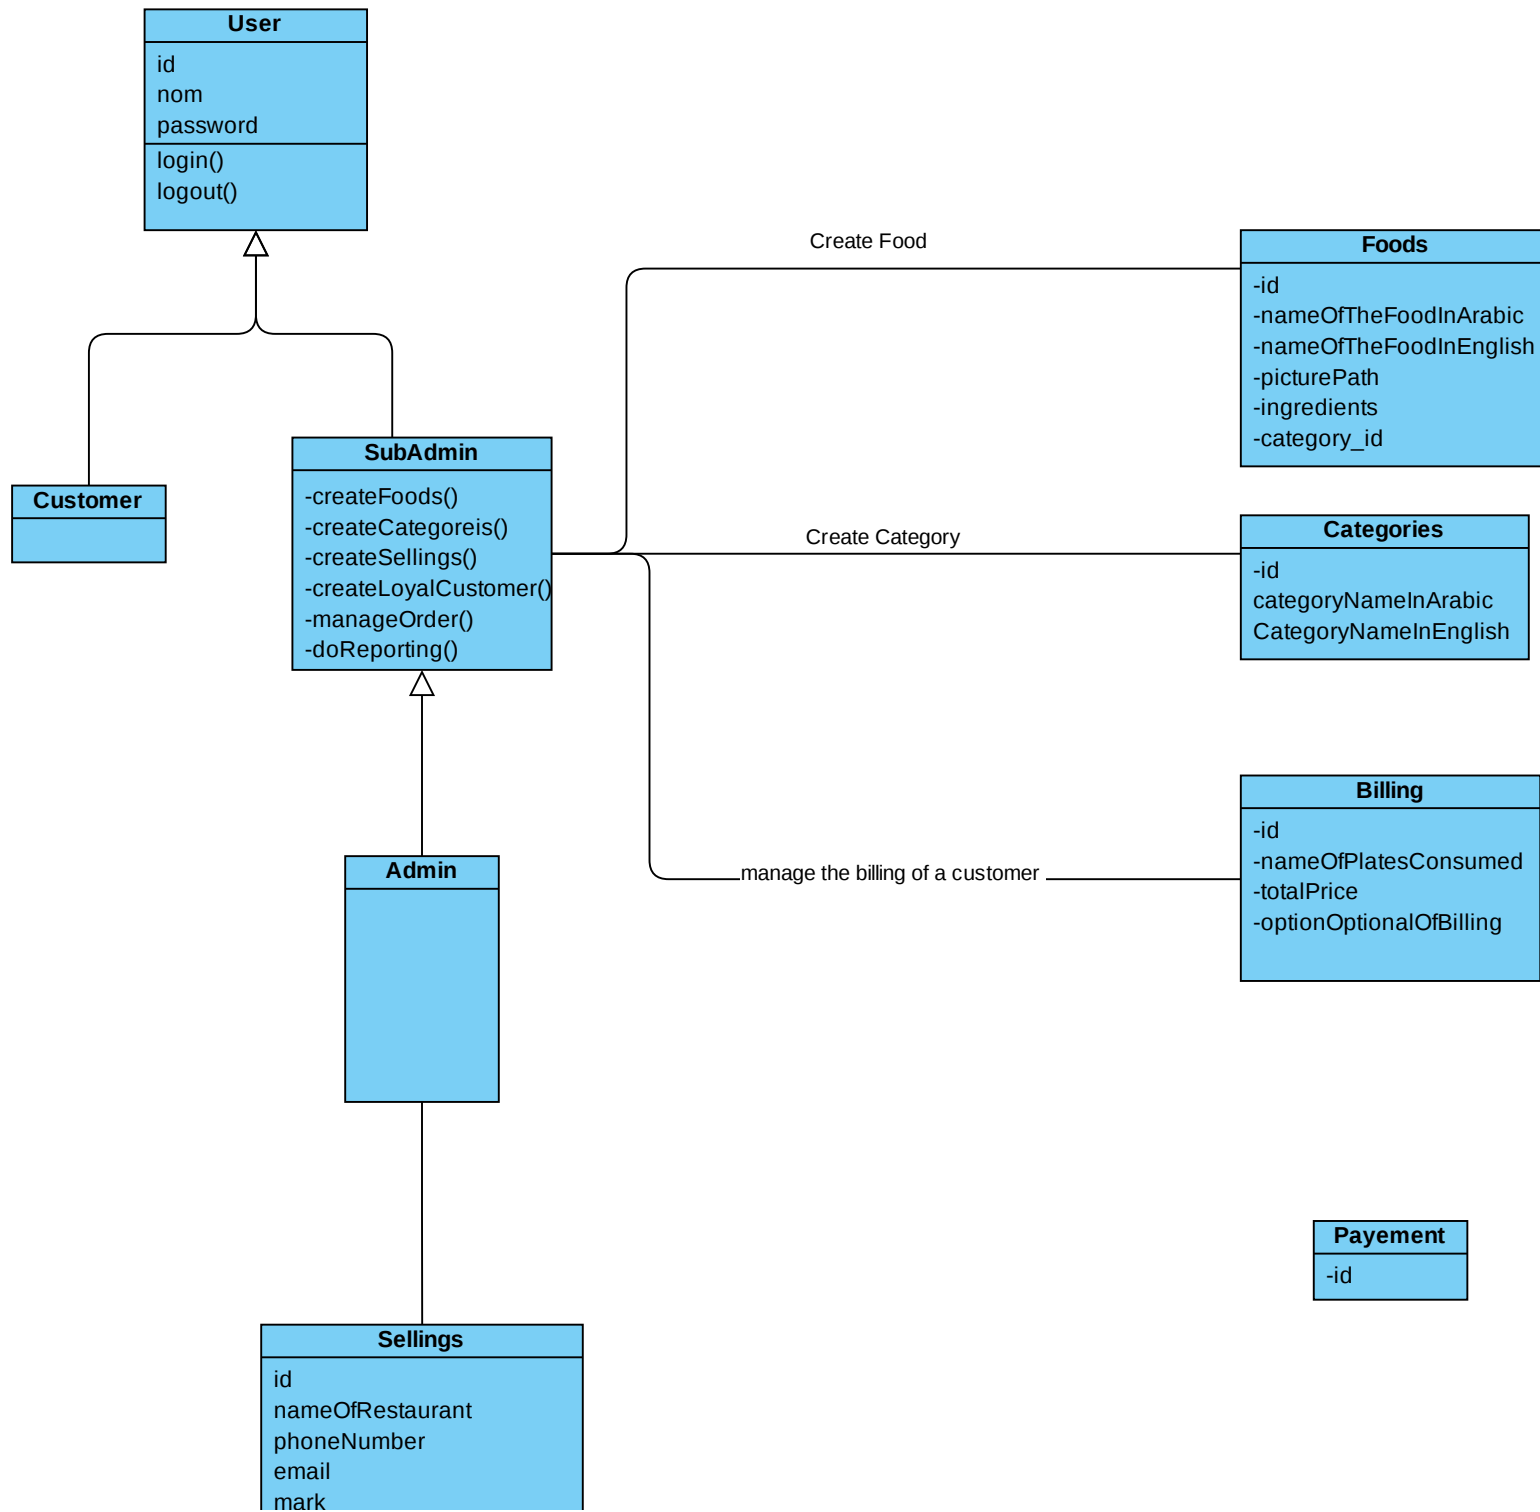 User
id
nom
password
login()
logout()
Create Food
Foods
-id
-nameOfTheFoodInArabic
-nameOfTheFoodInEnglish
-picturePath
-ingredients
-category_id
Customer
SubAdmin
-createFoods()
-createCategoreis()
-createSellings()
-createLoyalCustomer()
-manageOrder()
-doReporting()
Create Category
Categories
-id
categoryNameInArabic
CategoryNameInEnglish
Admin
manage the billing of a customer
Billing
-id
-nameOfPlatesConsumed
-totalPrice
-optionOptionalOfBilling
Payement
-id
Sellings
id
nameOfRestaurant
phoneNumber
email
mark